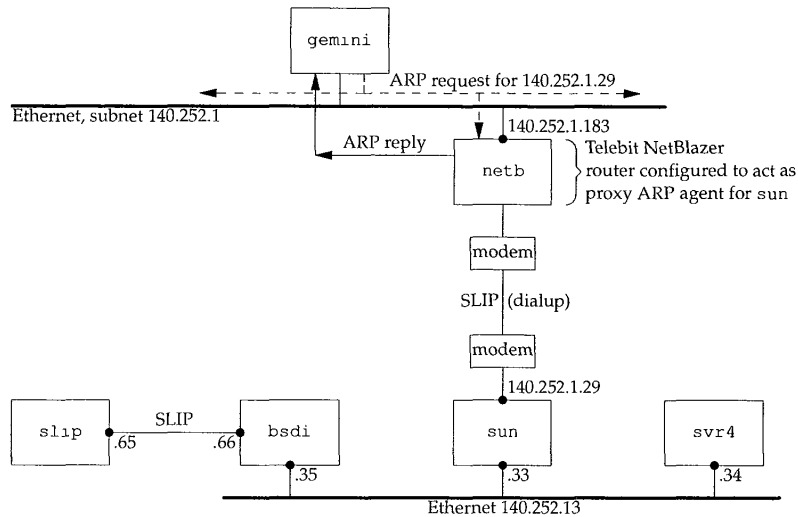 gemini
ARP request for 140.252.1.29
Ethernet, subnet 140.252.1
140.252.1.183
ARP reply
netb
Telebit NetBlazer
router configured to act as
proxy ARP agent for sun
modem
SLIP (dialup)
modem
140.252.1.29
slip
SLIP
.65
.66
bsdi
sun
svr4
.35
.33
.34
Ethernet 140.252.13